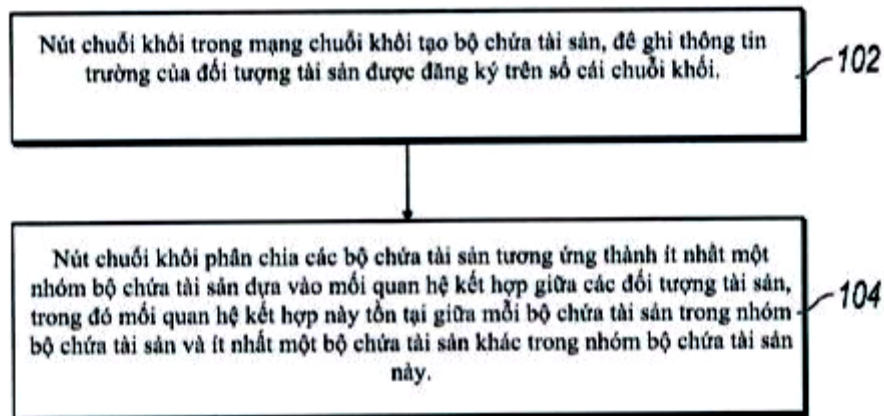 Nút chuỗi khối trong mạng chuỗi khối tạo bộ chứa tài sản, để ghi thông tin
trường của đối tượng tài sản được đăng ký trên sổ cái chuỗi khối.
102
Nút chuỗi khối phân chia các bộ chứa tài sản tương ứng thành ít nhất một
nhóm bộ chứa tài sản dựa vào mối quan hệ kết hợp giữa các đối tượng tài sản,
trong đó mối quan hệ kết hợp này tồn tại giữa mỗi bộ chứa tài sản trong nhóm
bộ chứa tài sản và ít nhất một bộ chứa tài sản khác trong nhóm bộ chứa tài sản
này.
104